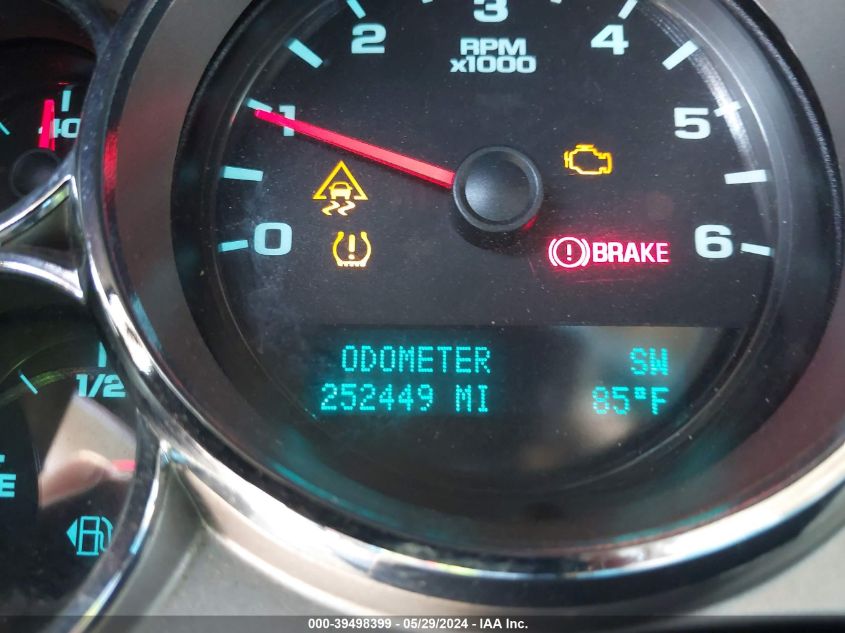 3
2
4
RPM
x1000
1
5
40
0
(!) BRAKE
6
ODOMETER SW
252449 MI 85°F
1/2
E
000-39498399 / 05/29/2024 - IAA Inc.